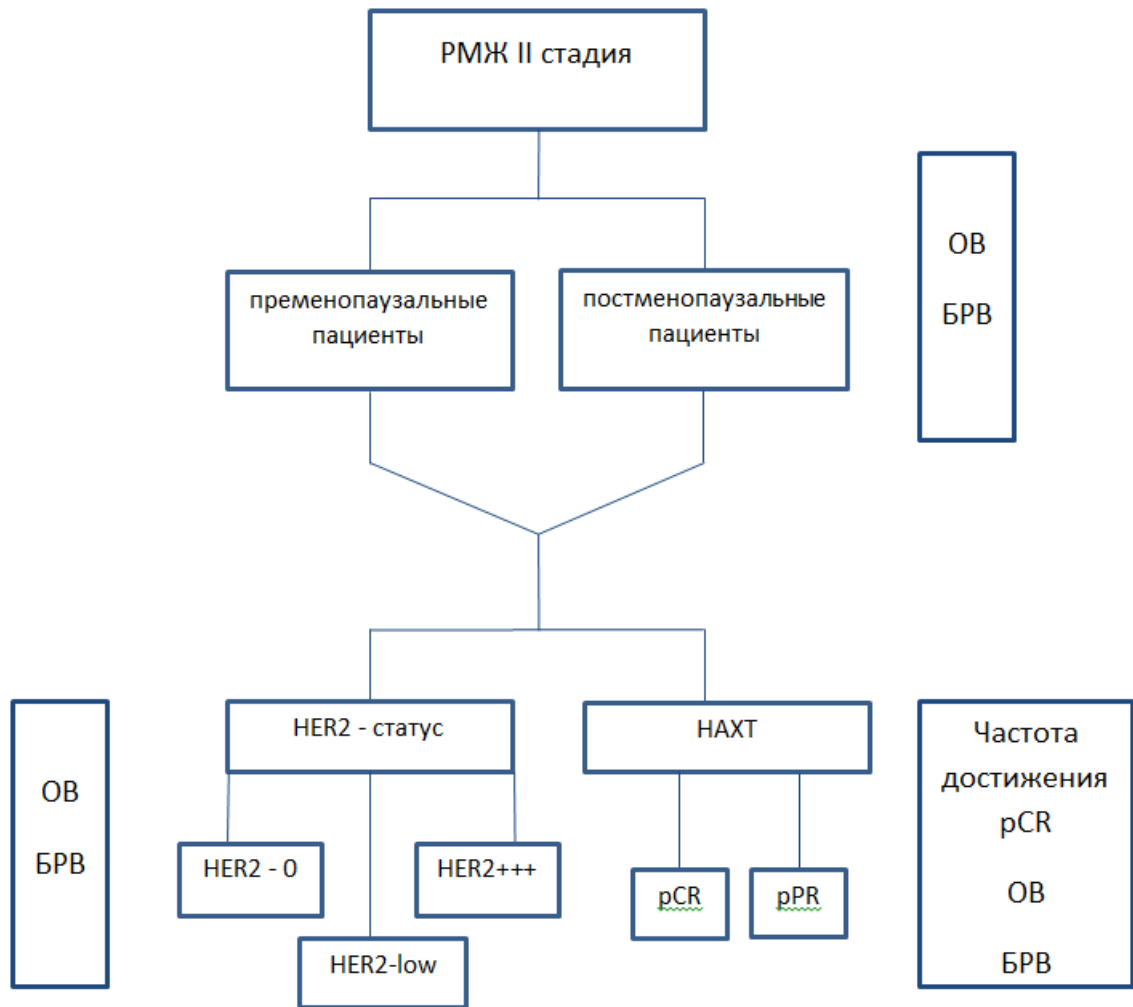 РМЖ II стадия
ОВ
БРВ
пременопаузальные
пациенты
постменопаузальные
пациенты
ОВ
БРВ
HER2 - статус
HER2 - 0
HER2-low
HER2+++
НАХТ
pCR
pPR
Частота
достижения
pCR
ОВ
БРВ